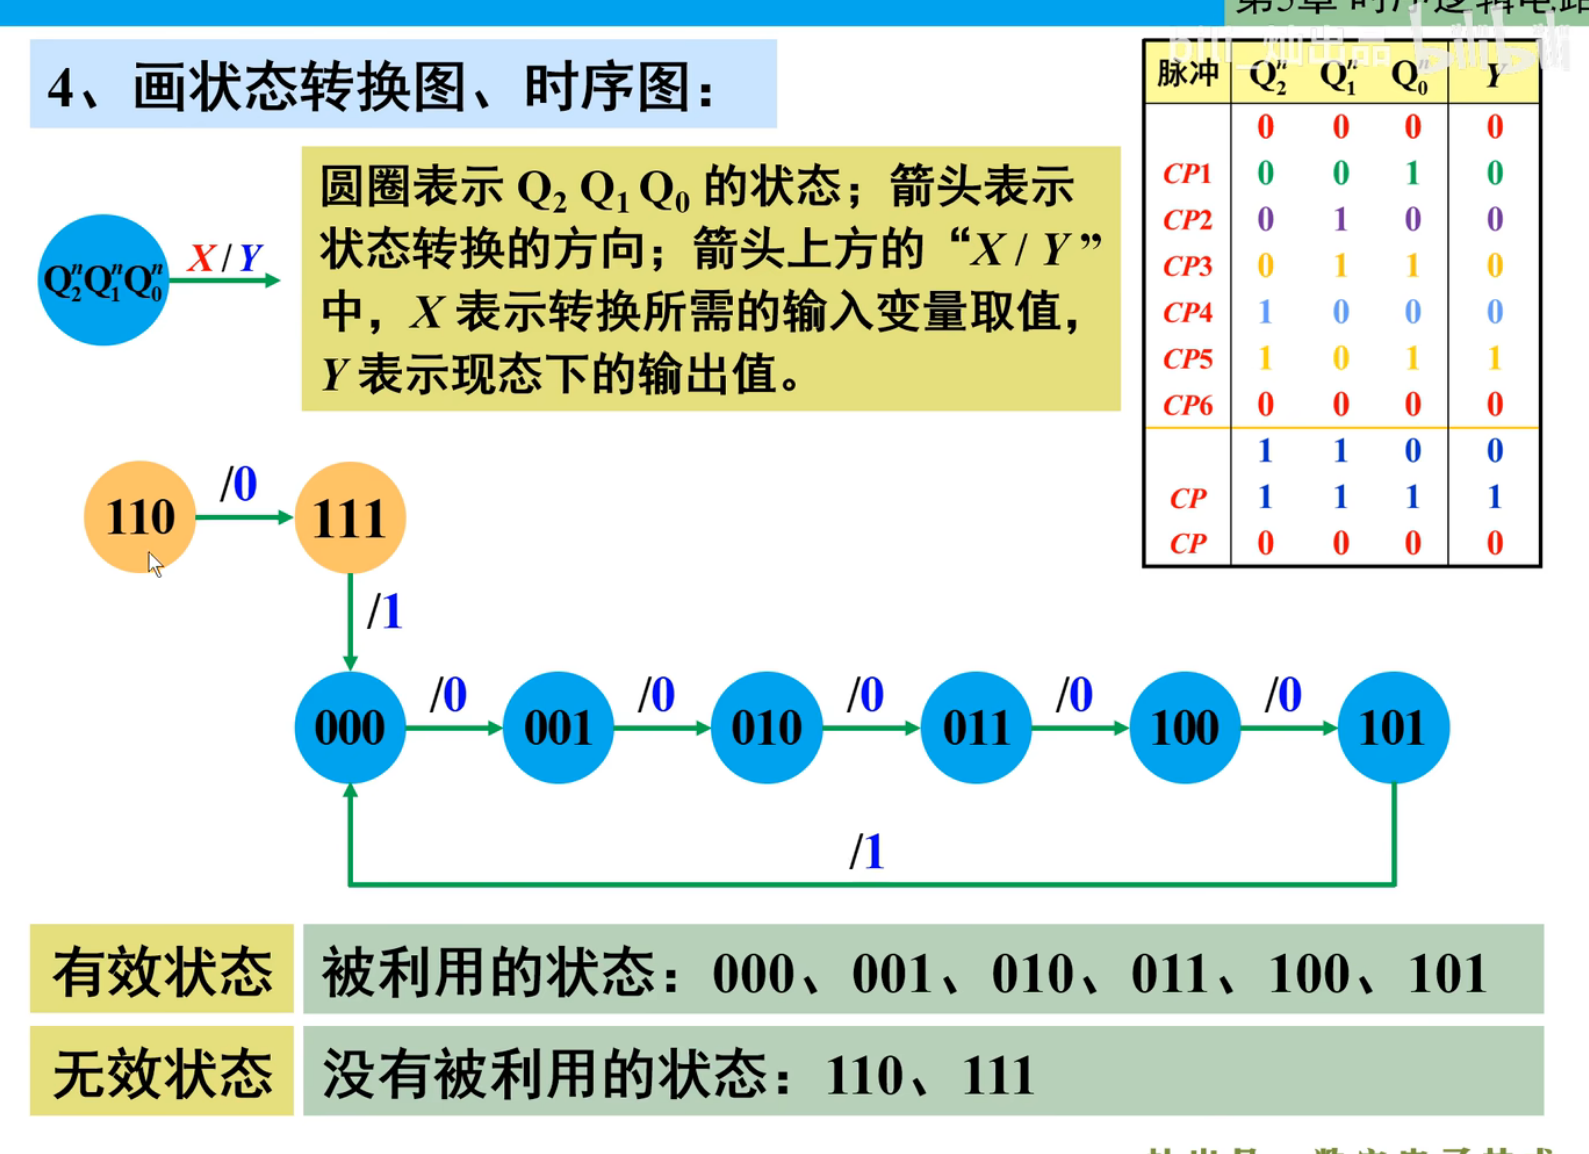 第5章 时序逻辑电路
4、画状态转换图、时序图：
Q₂ⁿQ₁ⁿQ₀ⁿ X / Y
圆圈表示 Q₂ Q₁ Q₀ 的状态；箭头表示
状态转换的方向；箭头上方的“X / Y”
中，X 表示转换所需的输入变量取值，
Y 表示现态下的输出值。
脉冲 Q₂ⁿ Q₁ⁿ Q₀ⁿ Y
0 0 0 0
CP1 0 0 1 0
CP2 0 1 0 0
CP3 0 1 1 0
CP4 1 0 0 0
CP5 1 0 1 1
CP6 0 0 0 0
1 1 0 0
CP 1 1 1 1
CP 0 0 0 0
110 /0 111
/1
000 /0 001 /0 010 /0 011 /0 100 /0 101
/1
有效状态 被利用的状态：000、001、010、011、100、101
无效状态 没有被利用的状态：110、111